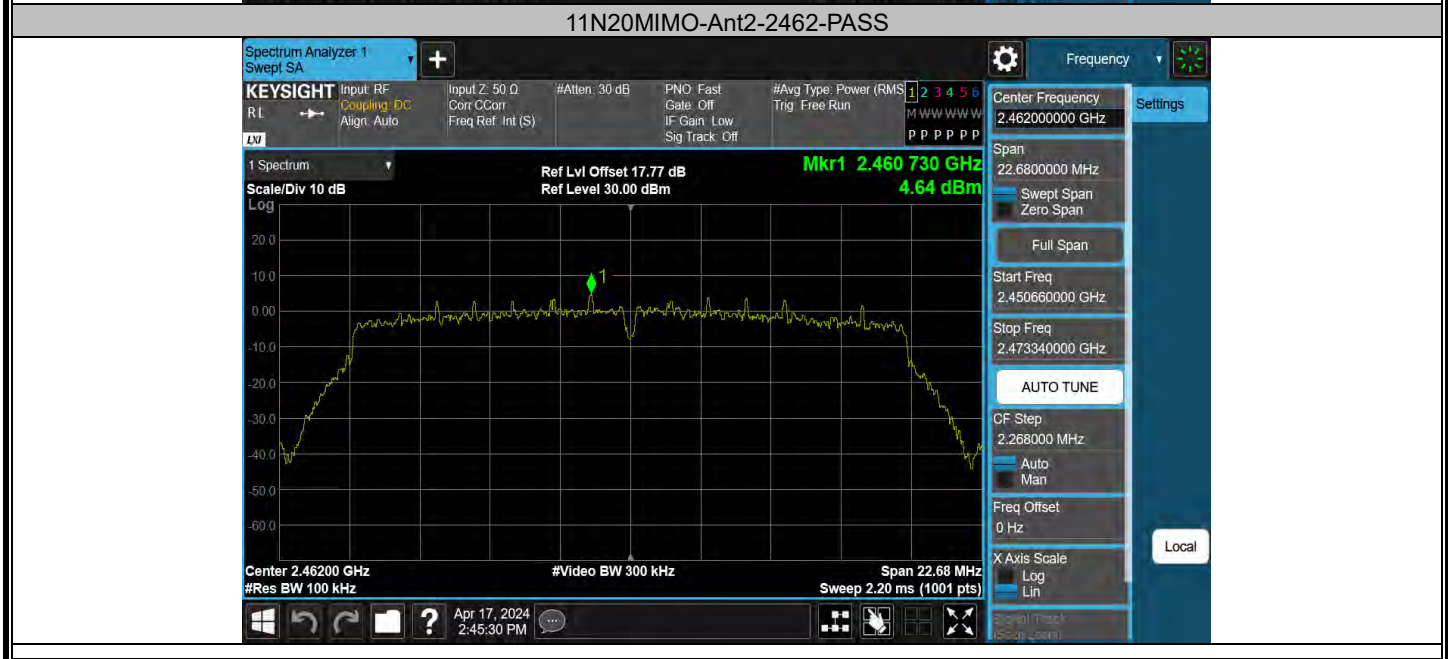 11N20MIMO-Ant2-2462-PASS
Spectrum Analyzer 1
Swept SA
Frequency
KEYSIGHT
R L
LXI
Input: RF
Coupling: DC
Align: Auto
Input Z: 50 Ω
Corr CCorr
Freq Ref: Int (S)
#Atten: 30 dB
PNO: Fast
Gate: Off
IF Gain: Low
Sig Track: Off
#Avg Type: Power (RMS
Trig: Free Run
1 2 3 4 5 6
M W W W W W
P P P P P P
1 Spectrum
Scale/Div 10 dB
Log
Ref Lvl Offset 17.77 dB
Ref Level 30.00 dBm
Mkr1 2.460 730 GHz
4.64 dBm
20.0
10.0
0.00
-10.0
-20.0
-30.0
-40.0
-50.0
-60.0
1
Center 2.46200 GHz
#Res BW 100 kHz
#Video BW 300 kHz
Span 22.68 MHz
Sweep 2.20 ms (1001 pts)
Center Frequency
2.462000000 GHz
Settings
Span
22.6800000 MHz
Swept Span
Zero Span
Full Span
Start Freq
2.450660000 GHz
Stop Freq
2.473340000 GHz
AUTO TUNE
CF Step
2.268000 MHz
Auto
Man
Freq Offset
0 Hz
X Axis Scale
Log
Lin
Signal Track
(Span Zoom)
Local
Apr 17, 2024
2:45:30 PM